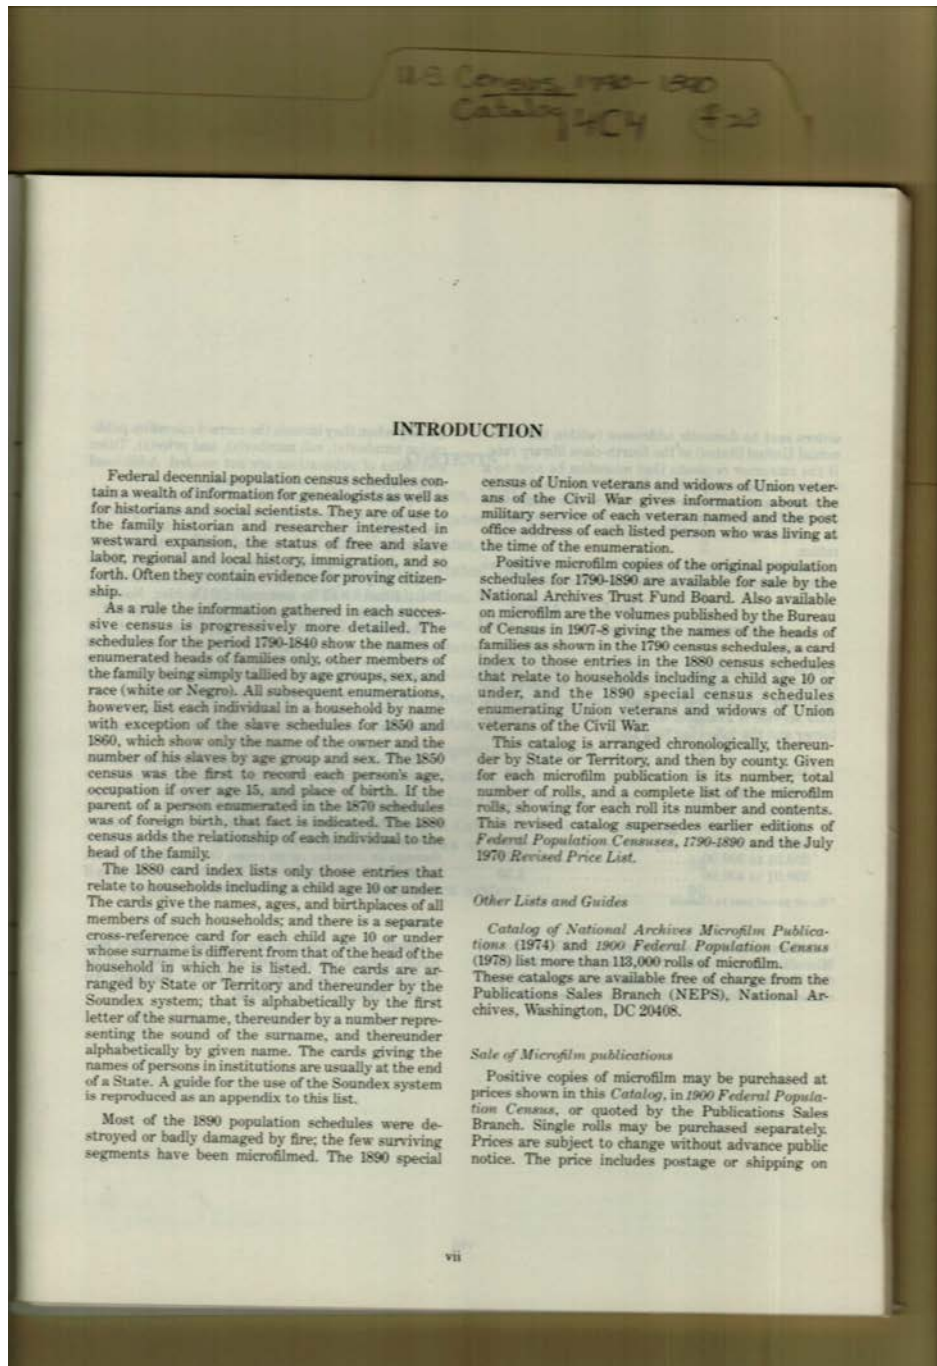 U.S. Census, 1790-1890
Catalog 4C4 f 23
INTRODUCTION
Federal decennial population census schedules con-
tain a wealth of information for genealogists as well as
for historians and social scientists. They are of use to
the family historian and researcher interested in
westward expansion, the status of free and slave
labor, regional and local history, immigration, and so
forth. Often they contain evidence for proving citizen-
ship.
As a rule the information gathered in each succes-
sive census is progressively more detailed. The
schedules for the period 1790-1840 show the names of
enumerated heads of families only, other members of
the family being simply tallied by age groups, sex, and
race (white or Negro). All subsequent enumerations,
however, list each individual in a household by name
with exception of the slave schedules for 1850 and
1860, which show only the name of the owner and the
number of his slaves by age group and sex. The 1850
census was the first to record each person's age,
occupation if over age 15, and place of birth. If the
parent of a person enumerated in the 1870 schedules
was of foreign birth, that fact is indicated. The 1880
census adds the relationship of each individual to the
head of the family.
The 1880 card index lists only those entries that
relate to households including a child age 10 or under.
The cards give the names, ages, and birthplaces of all
members of such households; and there is a separate
cross-reference card for each child age 10 or under
whose surname is different from that of the head of the
household in which he is listed. The cards are ar-
ranged by State or Territory and thereunder by the
Soundex system; that is alphabetically by the first
letter of the surname, thereunder by a number repre-
senting the sound of the surname, and thereunder
alphabetically by given name. The cards giving the
names of persons in institutions are usually at the end
of a State. A guide for the use of the Soundex system
is reproduced as an appendix to this list.
Most of the 1890 population schedules were de-
stroyed or badly damaged by fire; the few surviving
segments have been microfilmed. The 1890 special
census of Union veterans and widows of Union veter-
ans of the Civil War gives information about the
military service of each veteran named and the post
office address of each listed person who was living at
the time of the enumeration.
Positive microfilm copies of the original population
schedules for 1790-1890 are available for sale by the
National Archives Trust Fund Board. Also available
on microfilm are the volumes published by the Bureau
of Census in 1907-8 giving the names of the heads of
families as shown in the 1790 census schedules, a card
index to those entries in the 1880 census schedules
that relate to households including a child age 10 or
under, and the 1890 special census schedules
enumerating Union veterans and widows of Union
veterans of the Civil War.
This catalog is arranged chronologically, thereun-
der by State or Territory, and then by county. Given
for each microfilm publication is its number, total
number of rolls, and a complete list of the microfilm
rolls, showing for each roll its number and contents.
This revised catalog supersedes earlier editions of
Federal Population Censuses, 1790-1890 and the July
1970 Revised Price List.
Other Lists and Guides
Catalog of National Archives Microfilm Publica-
tions (1974) and 1900 Federal Population Census
(1978) list more than 113,000 rolls of microfilm.
These catalogs are available free of charge from the
Publications Sales Branch (NEPS), National Ar-
chives, Washington, DC 20408.
Sale of Microfilm publications
Positive copies of microfilm may be purchased at
prices shown in this Catalog, in 1900 Federal Popula-
tion Census, or quoted by the Publications Sales
Branch. Single rolls may be purchased separately.
Prices are subject to change without advance public
notice. The price includes postage or shipping on
vii